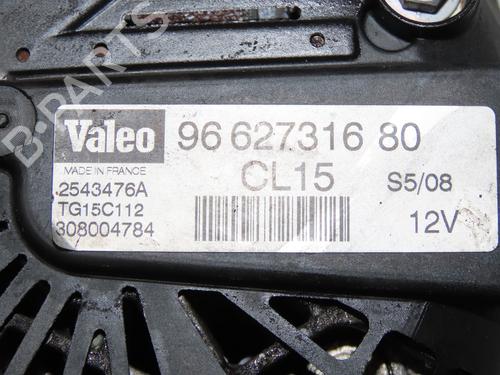 B-PARTS
Valeo 96 627316 80
MADE IN FRANCE
CL15 S5/08
2543476A
TG15C112 12V
308004784